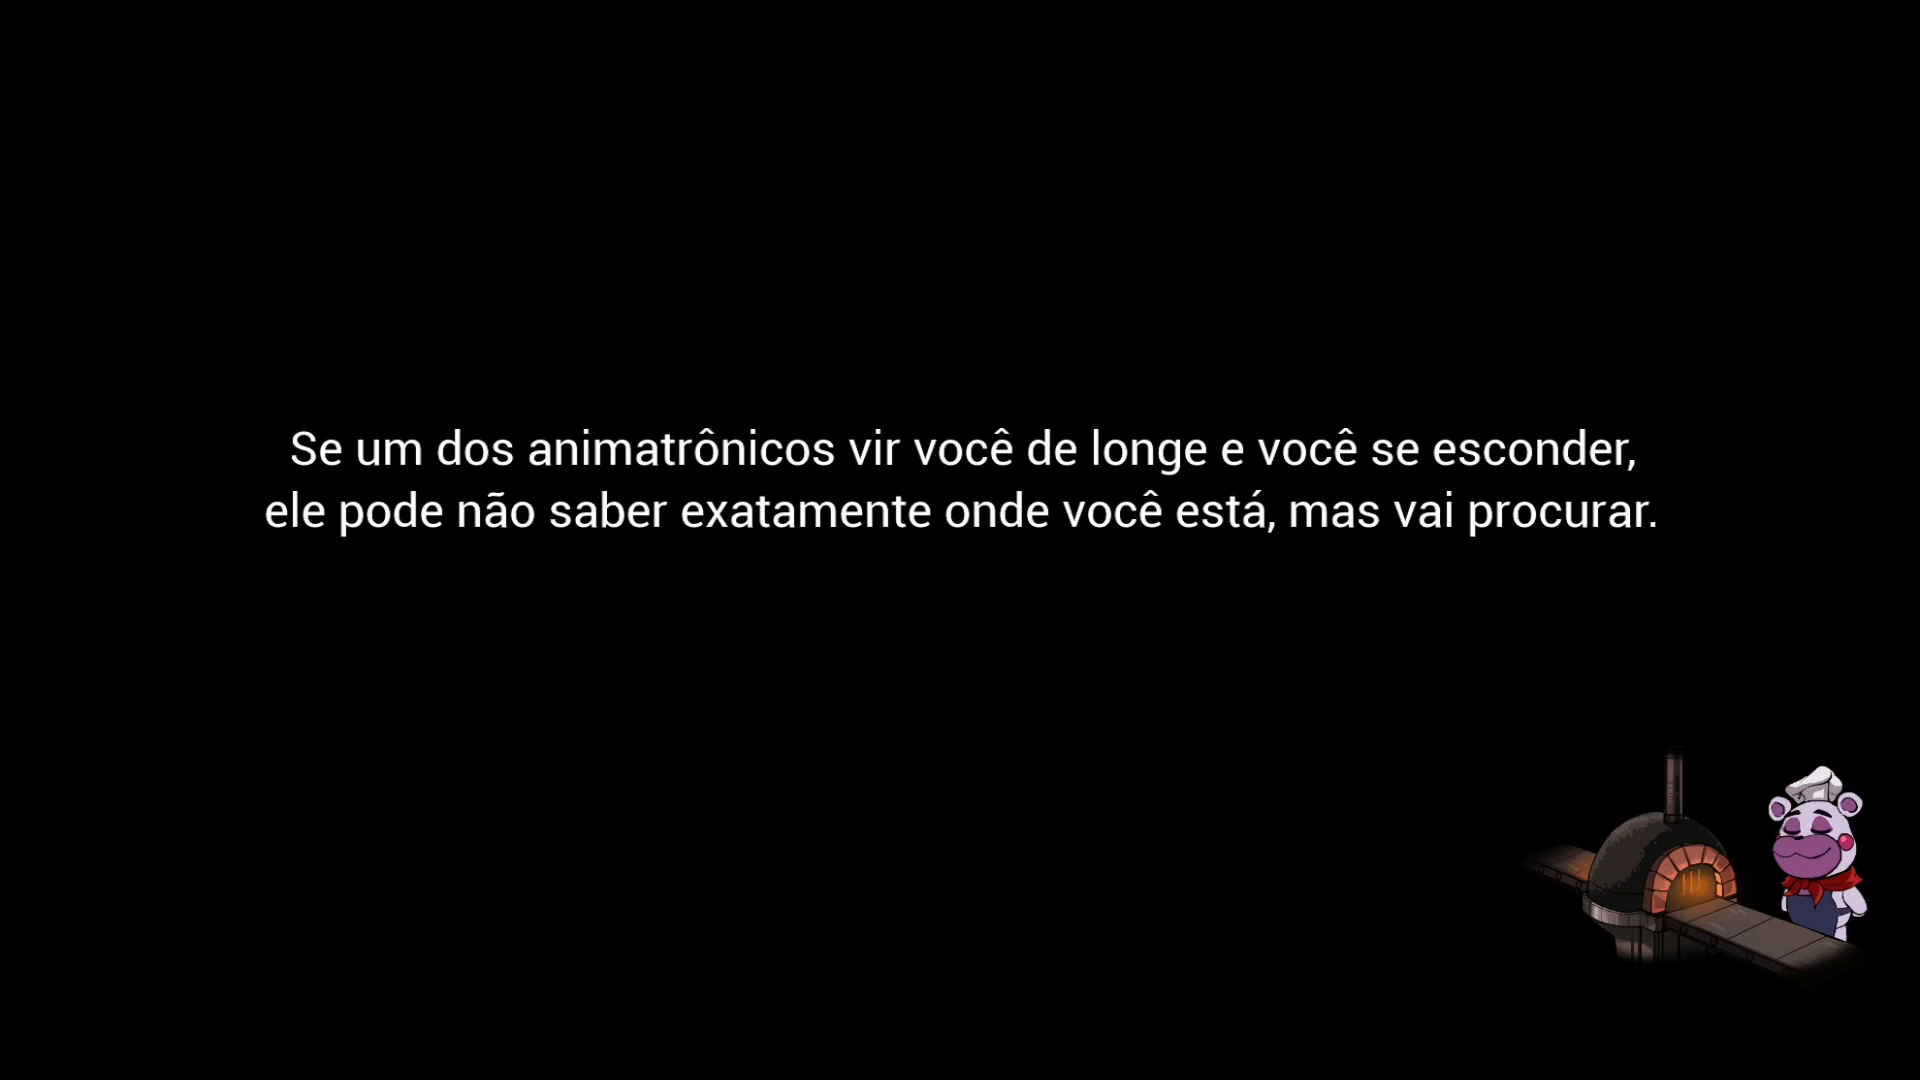 Se um dos animatrônicos vir você de longe e você se esconder,
ele pode não saber exatamente onde você está, mas vai procurar.